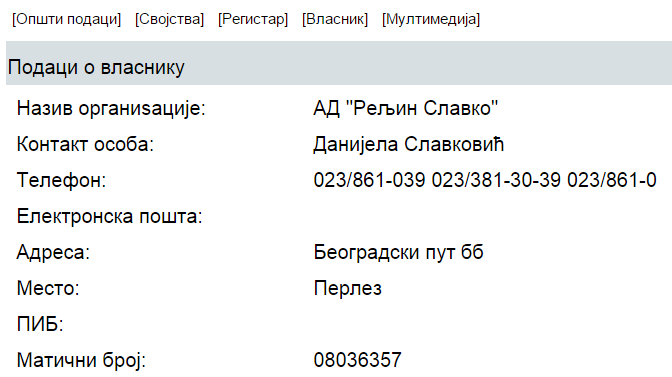 [Општи подаци] [Својства] [Регистар] [Власник] [Мултимедија]
Подаци о власнику
Назив органиѕације: АД "Рељин Славко"
Контакт особа: Данијела Славковић
Телефон: 023/861-039 023/381-30-39 023/861-0
Електронска пошта:
Адреса: Београдски пут бб
Место: Перлез
ПИБ:
Матични број: 08036357